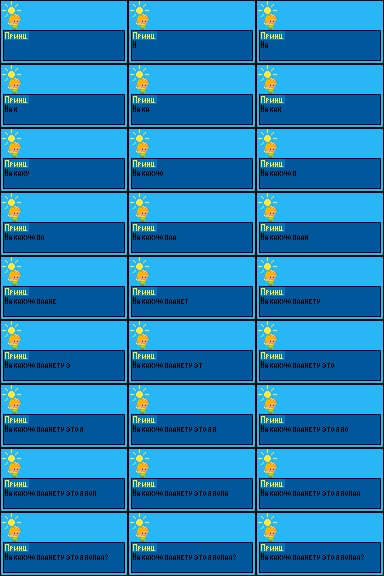 Принц
Принц
Н
Принц
На
Принц
На к
Принц
На ка
Принц
На как
Принц
На каку
Принц
На какую
Принц
На какую п
Принц
На какую пл
Принц
На какую пла
Принц
На какую план
Принц
На какую плане
Принц
На какую планет
Принц
На какую планету
Принц
На какую планету э
Принц
На какую планету эт
Принц
На какую планету это
Принц
На какую планету это я
Принц
На какую планету это я п
Принц
На какую планету это я по
Принц
На какую планету это я поп
Принц
На какую планету это я попа
Принц
На какую планету это я попал
Принц
На какую планету это я попал?
Принц
На какую планету это я попал?
Принц
На какую планету это я попал?